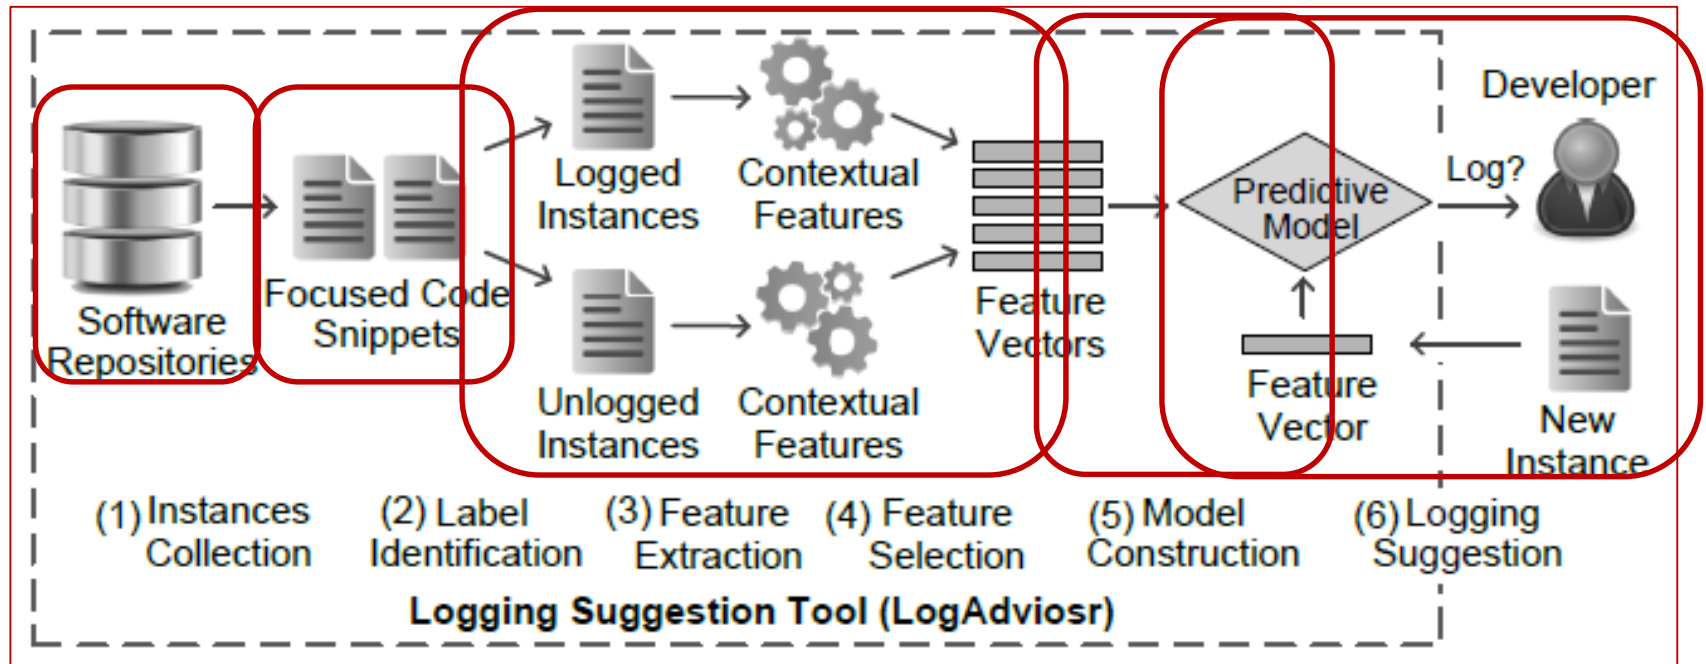 Software
Repositories
Focused Code
Snippets
Logged
Instances
Contextual
Features
Unlogged
Instances
Contextual
Features
Feature
Vectors
Predictive
Model
Feature
Vector
Developer
Log?
New
Instance
(1) Instances
Collection
(2) Label
Identification
(3) Feature
Extraction
(4) Feature
Selection
(5) Model
Construction
(6) Logging
Suggestion
Logging Suggestion Tool (LogAdviosr)